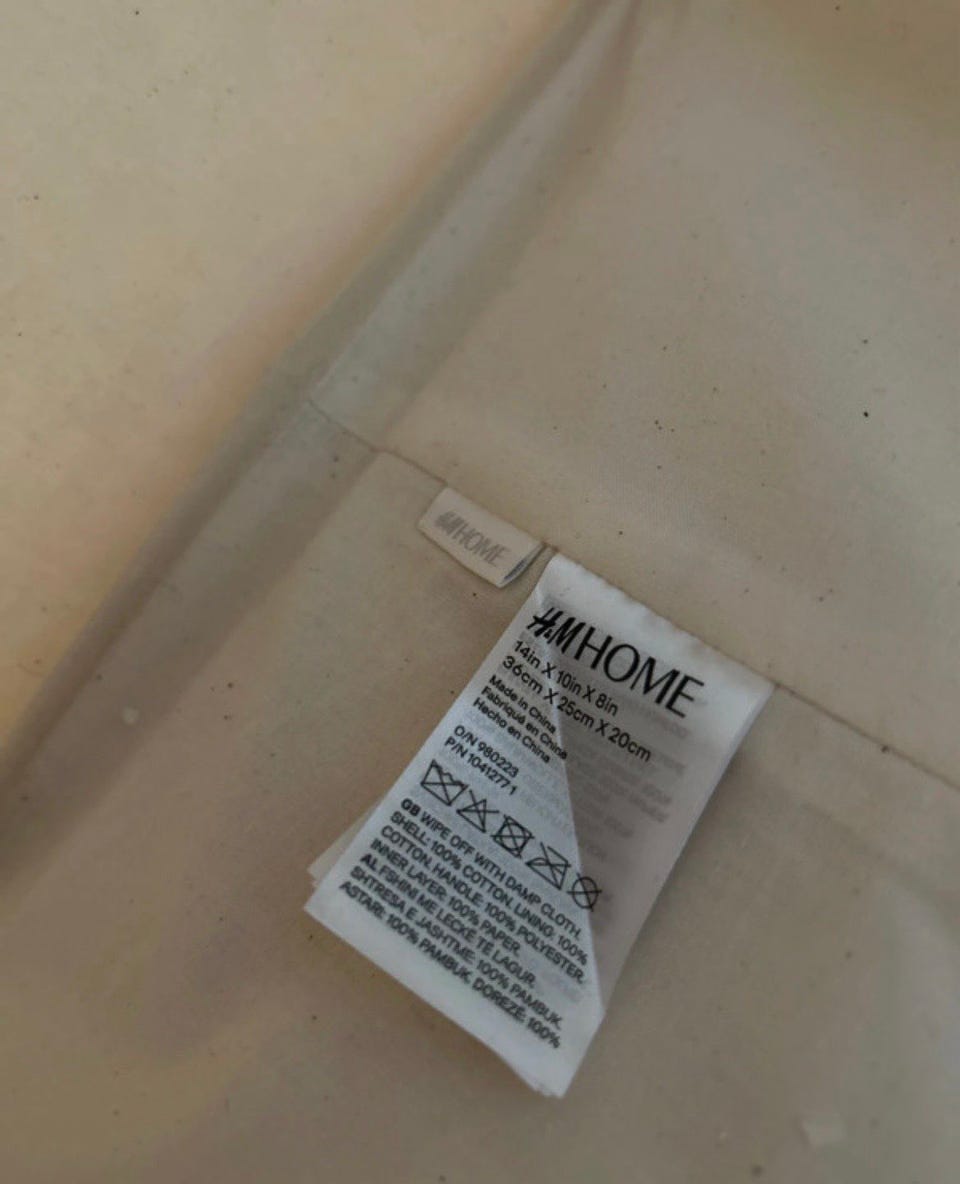 H&M HOME
H&M HOME
14in X 10in X 8in
36cm X 25cm X 20cm
Made in China
Fabriqué en Chine
Hecho en China
O/N 980223
P/N 10412771
GB WIPE OFF WITH DAMP CLOTH.
SHELL: 100% COTTON. LINING: 100%
COTTON. HANDLE: 100% POLYESTER.
INNER LAYER: 100% PAPER.
AL FSHINI ME LECKË TË LAGUR.
SHTRESA E JASHTME: 100% PAMBUK.
ASTARI: 100% PAMBUK. DOREZË: 100%